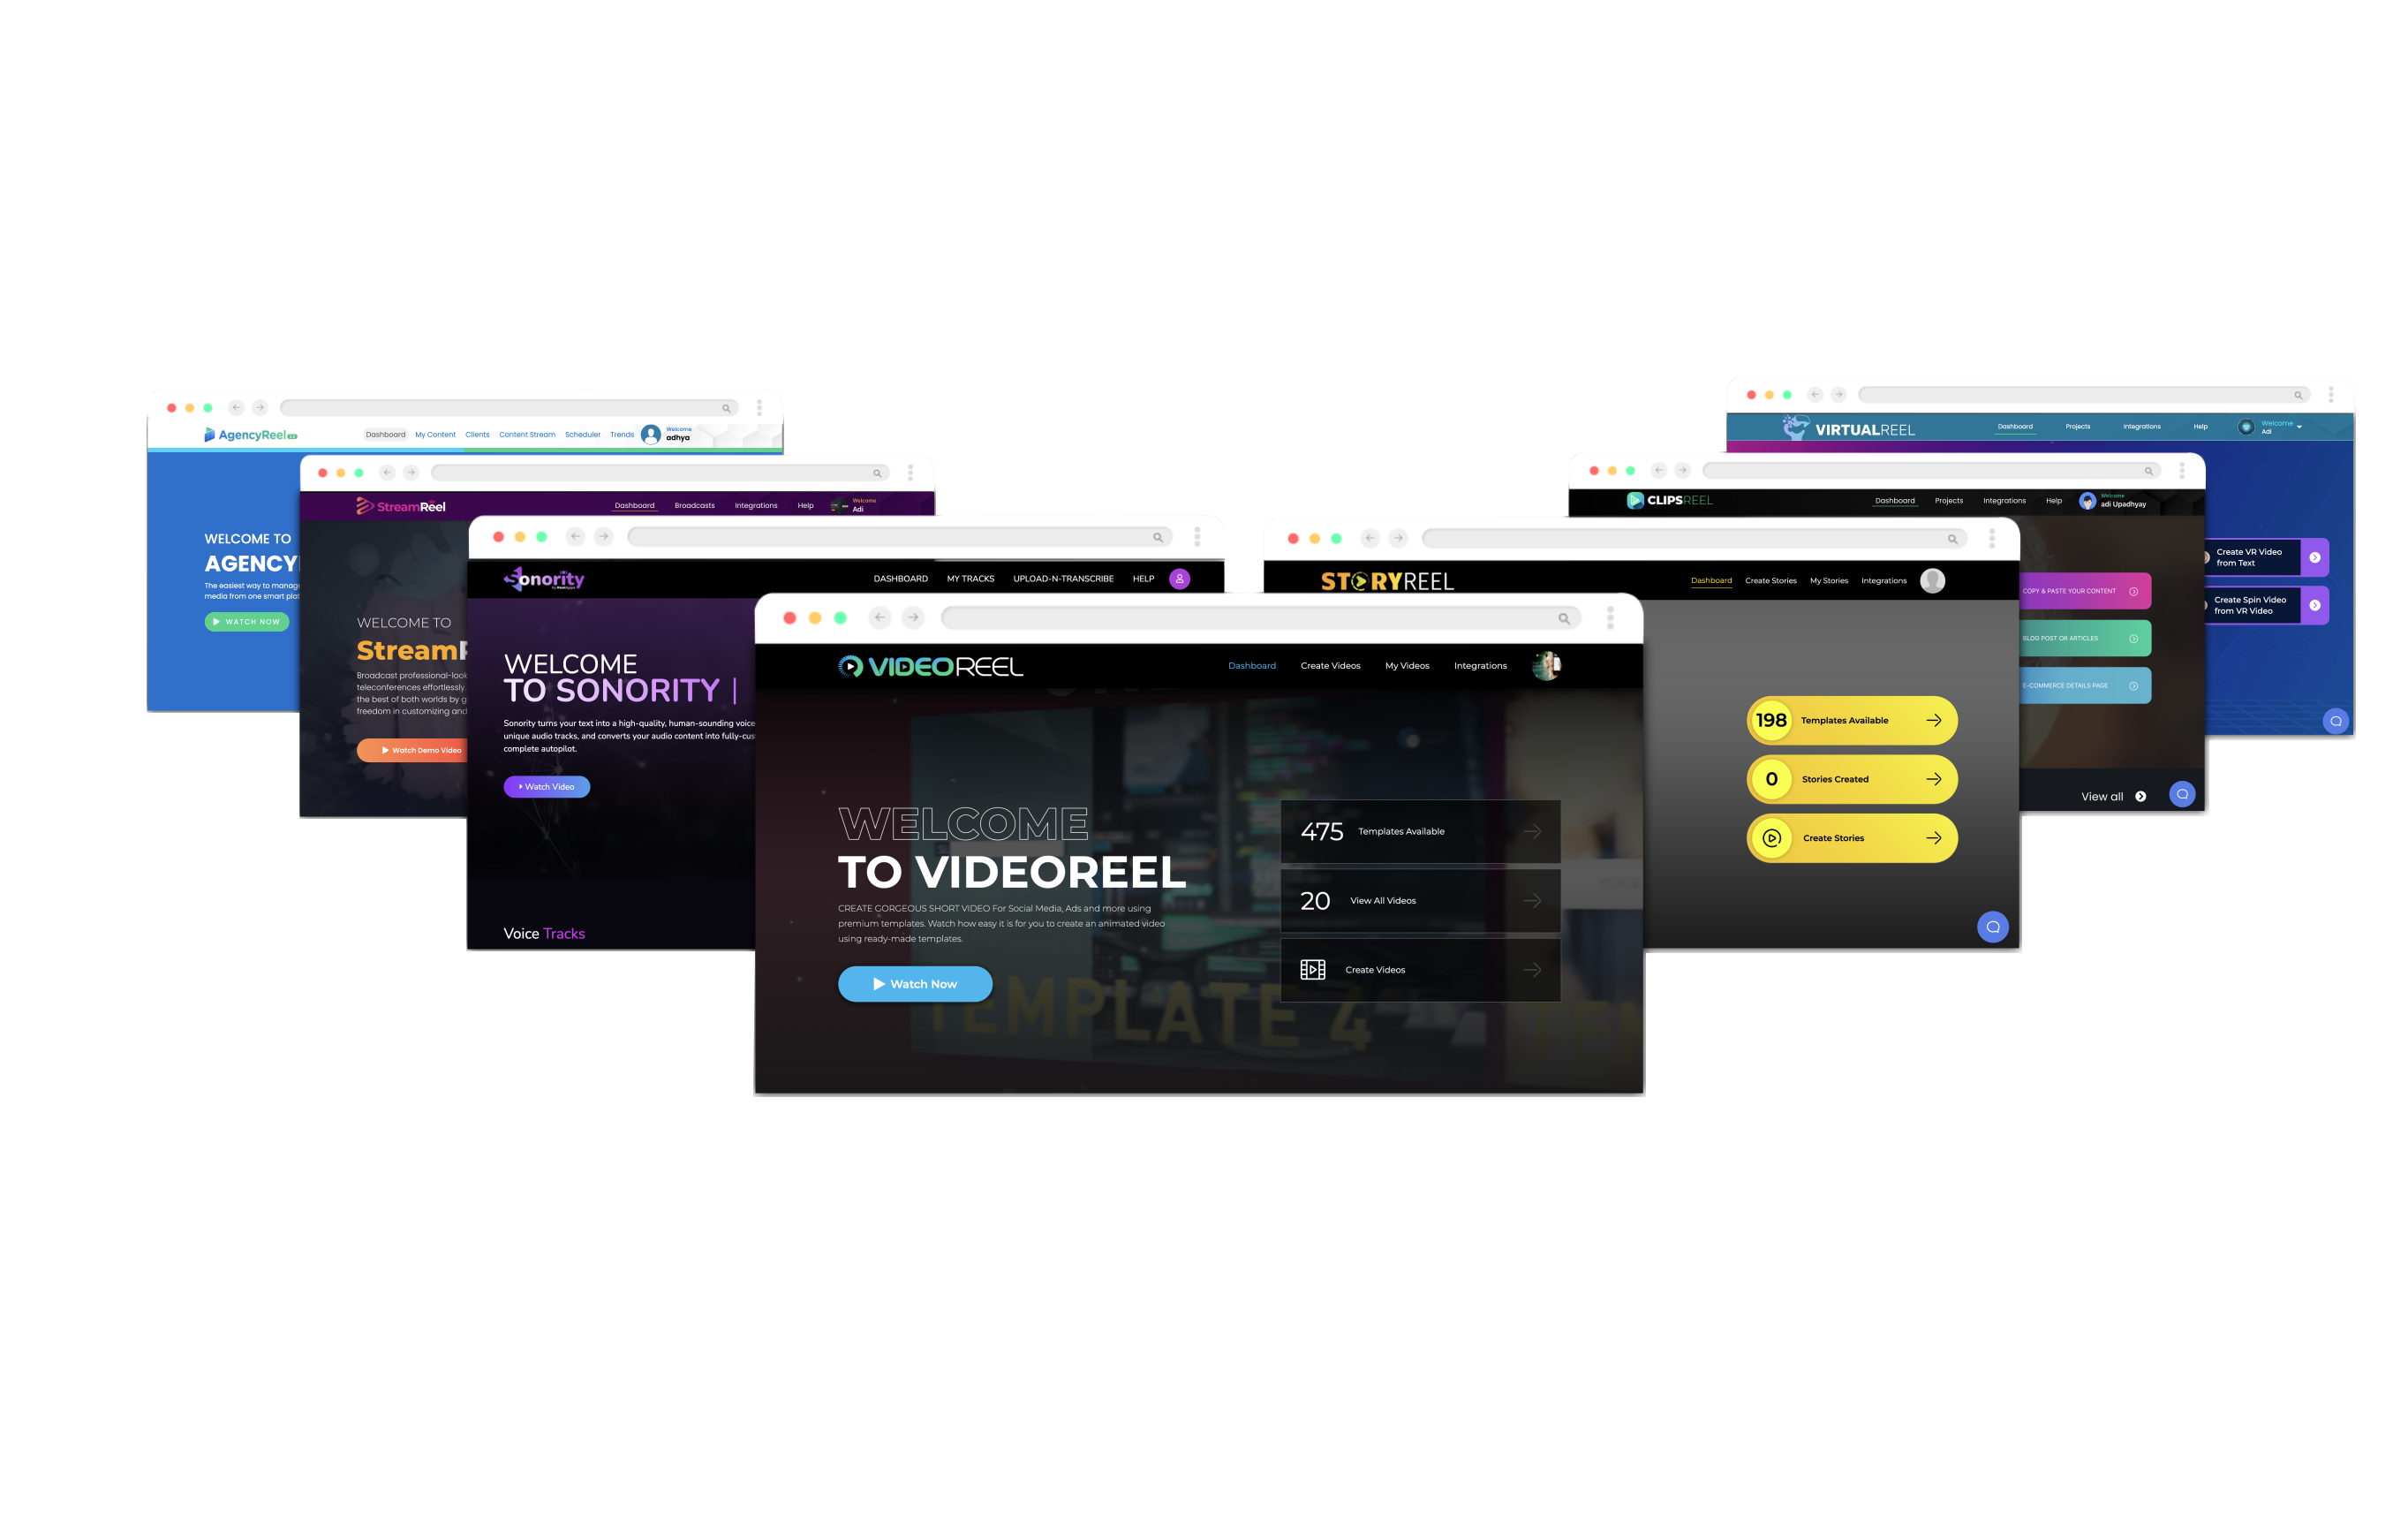 AgencyReel
Dashboard My Content Clients Content Stream Scheduler Trends Welcome
adhya
WELCOME TO
AGENCY
The easiest way to manag
media from one smart pla
WATCH NOW
StreamReel
Dashboard Broadcasts Integrations Help Welcome
Adi
WELCOME TO
Stream
Broadcast professional-look
teleconferences effortlessly
the best of both worlds by g
freedom in customizing and
Watch Demo Video
Sonority
DASHBOARD MY TRACKS UPLOAD-N-TRANSCRIBE HELP
WELCOME
TO SONORITY |
Sonority turns your text into a high-quality, human-sounding voice
unique audio tracks, and converts your audio content into fully-cus
complete autopilot.
Watch Video
Voice Tracks
VIDEOREEL
Dashboard Create Videos My Videos Integrations
WELCOME
TO VIDEOREEL
CREATE GORGEOUS SHORT VIDEO For Social Media, Ads and more using
premium templates. Watch how easy it is for you to create an animated video
using ready-made templates.
Watch Now
475 Templates Available
20 View All Videos
Create Videos
TEMPLATE 4
STORYREEL
Dashboard Create Stories My Stories Integrations
198 Templates Available
0 Stories Created
Create Stories
CLIPSREEL
Dashboard Projects Integrations Help Welcome
adi Upadhyay
COPY & PASTE YOUR CONTENT
BLOG POST OR ARTICLES
E-COMMERCE DETAILS PAGE
View all
VIRTUALREEL
Dashboard Projects Integrations Help Welcome
Adi
Create VR Video
from Text
Create Spin Video
from VR Video